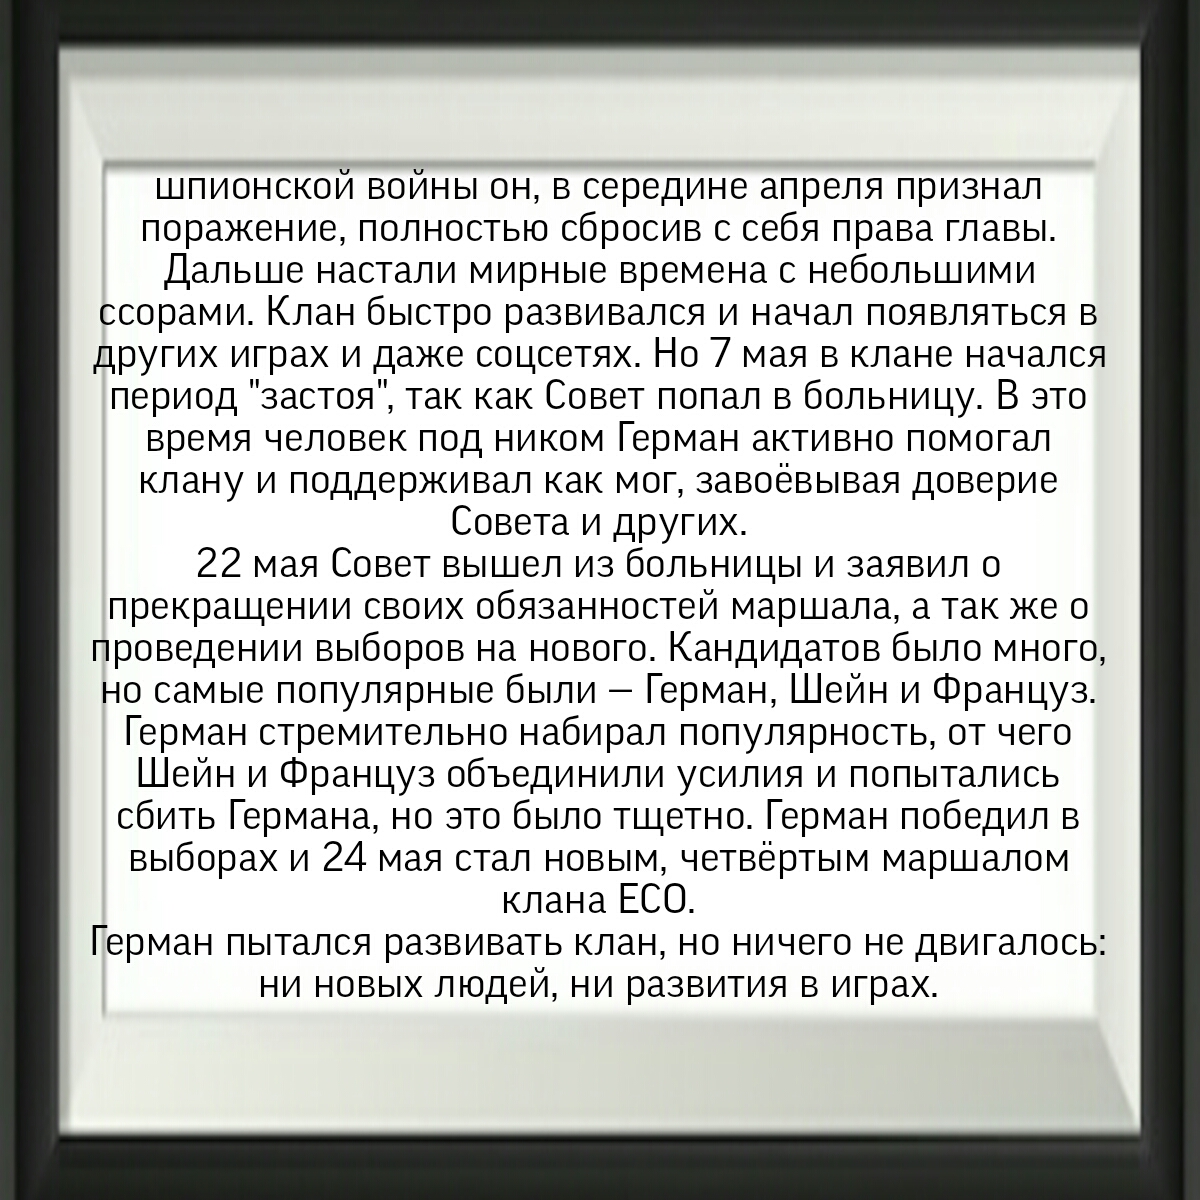 шпионской войны он, в середине апреля признал
поражение, полностью сбросив с себя права главы.
Дальше настали мирные времена с небольшими
ссорами. Клан быстро развивался и начал появляться в
других играх и даже соцсетях. Но 7 мая в клане начался
период "застоя", так как Совет попал в больницу. В это
время человек под ником Герман активно помогал
клану и поддерживал как мог, завоёвывая доверие
Совета и других.
22 мая Совет вышел из больницы и заявил о
прекращении своих обязанностей маршала, а так же о
проведении выборов на нового. Кандидатов было много,
но самые популярные были — Герман, Шейн и Француз.
Герман стремительно набирал популярность, от чего
Шейн и Француз объединили усилия и попытались
сбить Германа, но это было тщетно. Герман победил в
выборах и 24 мая стал новым, четвёртым маршалом
клана ЕСО.
Герман пытался развивать клан, но ничего не двигалось:
ни новых людей, ни развития в играх.